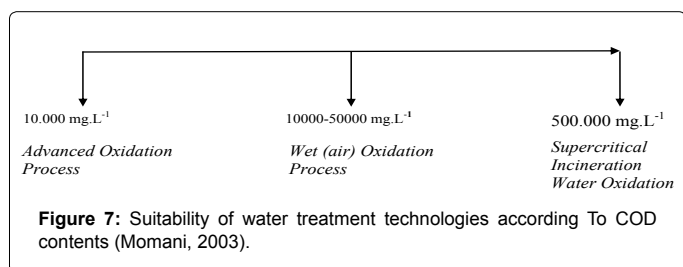 10.000 mg.L-1
10000-50000 mg.L-1
500.000 mg.L-1
Advanced Oxidation
Process
Wet (air) Oxidation
Process
Supercritical
Incineration
Water Oxidation
Figure 7: Suitability of water treatment technologies according To COD
contents (Momani, 2003).